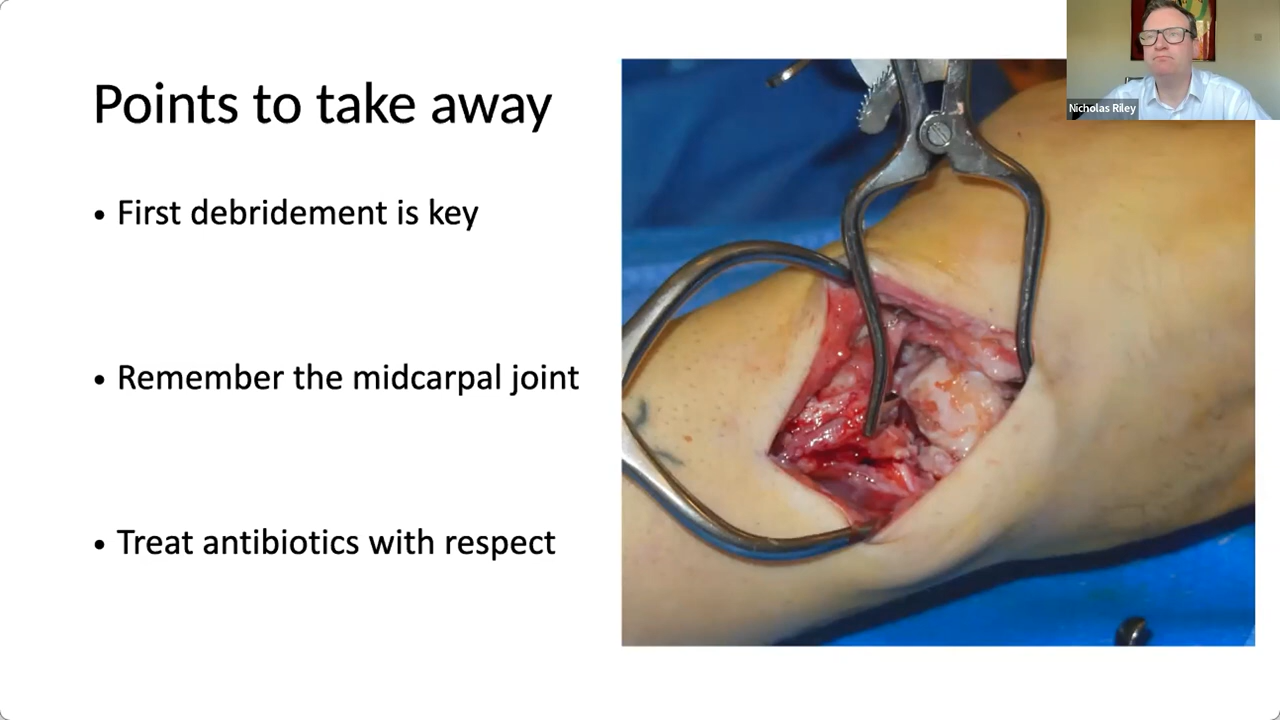 Points to take away
• First debridement is key
• Remember the midcarpal joint
• Treat antibiotics with respect
Nicholas Riley